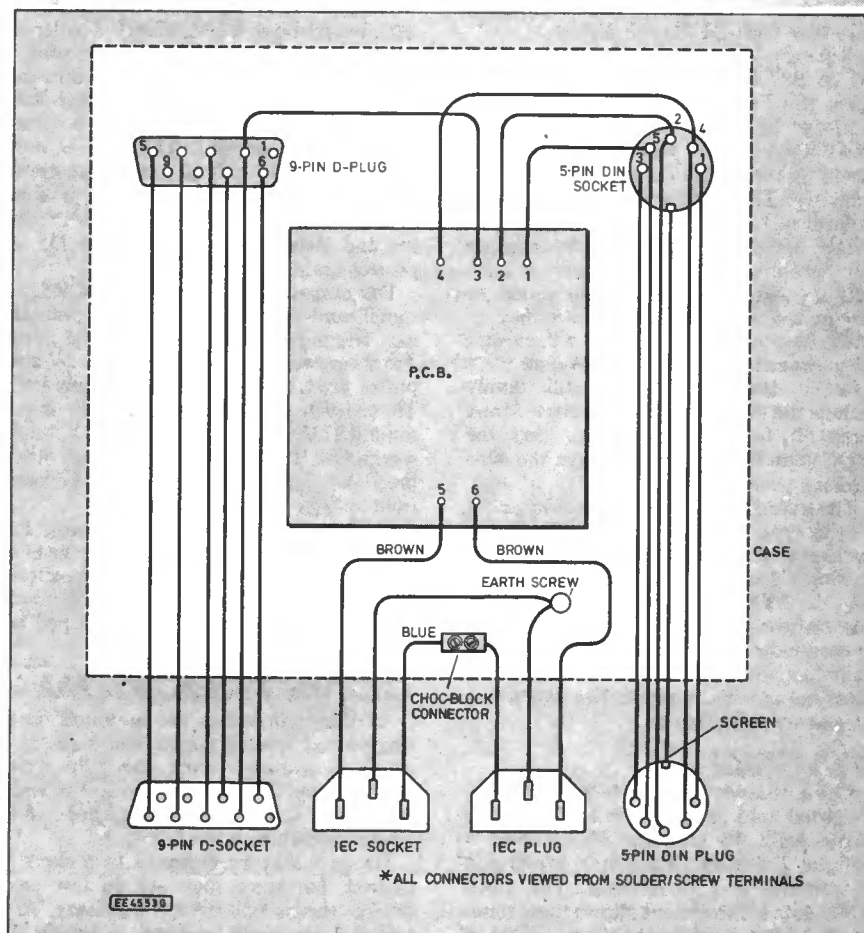 5
1
9
6
9-PIN D-PLUG
2
4
5
3
1
5-PIN DIN
SOCKET
4
3
2
1
P.C.B.
5
6
BROWN
BROWN
CASE
EARTH SCREW
BLUE
CHOC-BLOCK
CONNECTOR
SCREEN
9-PIN D-SOCKET
IEC SOCKET
IEC PLUG
5-PIN DIN PLUG
*ALL CONNECTORS VIEWED FROM SOLDER/SCREW TERMINALS
EE4553G